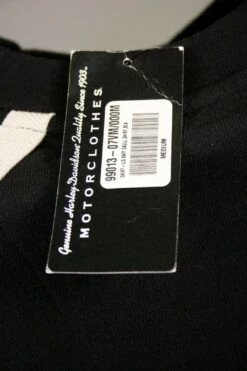 Genuine Harley-Davidson Quality Since 1903.
MOTORCLOTHES.
99013-07VM/000M
MEDIUM